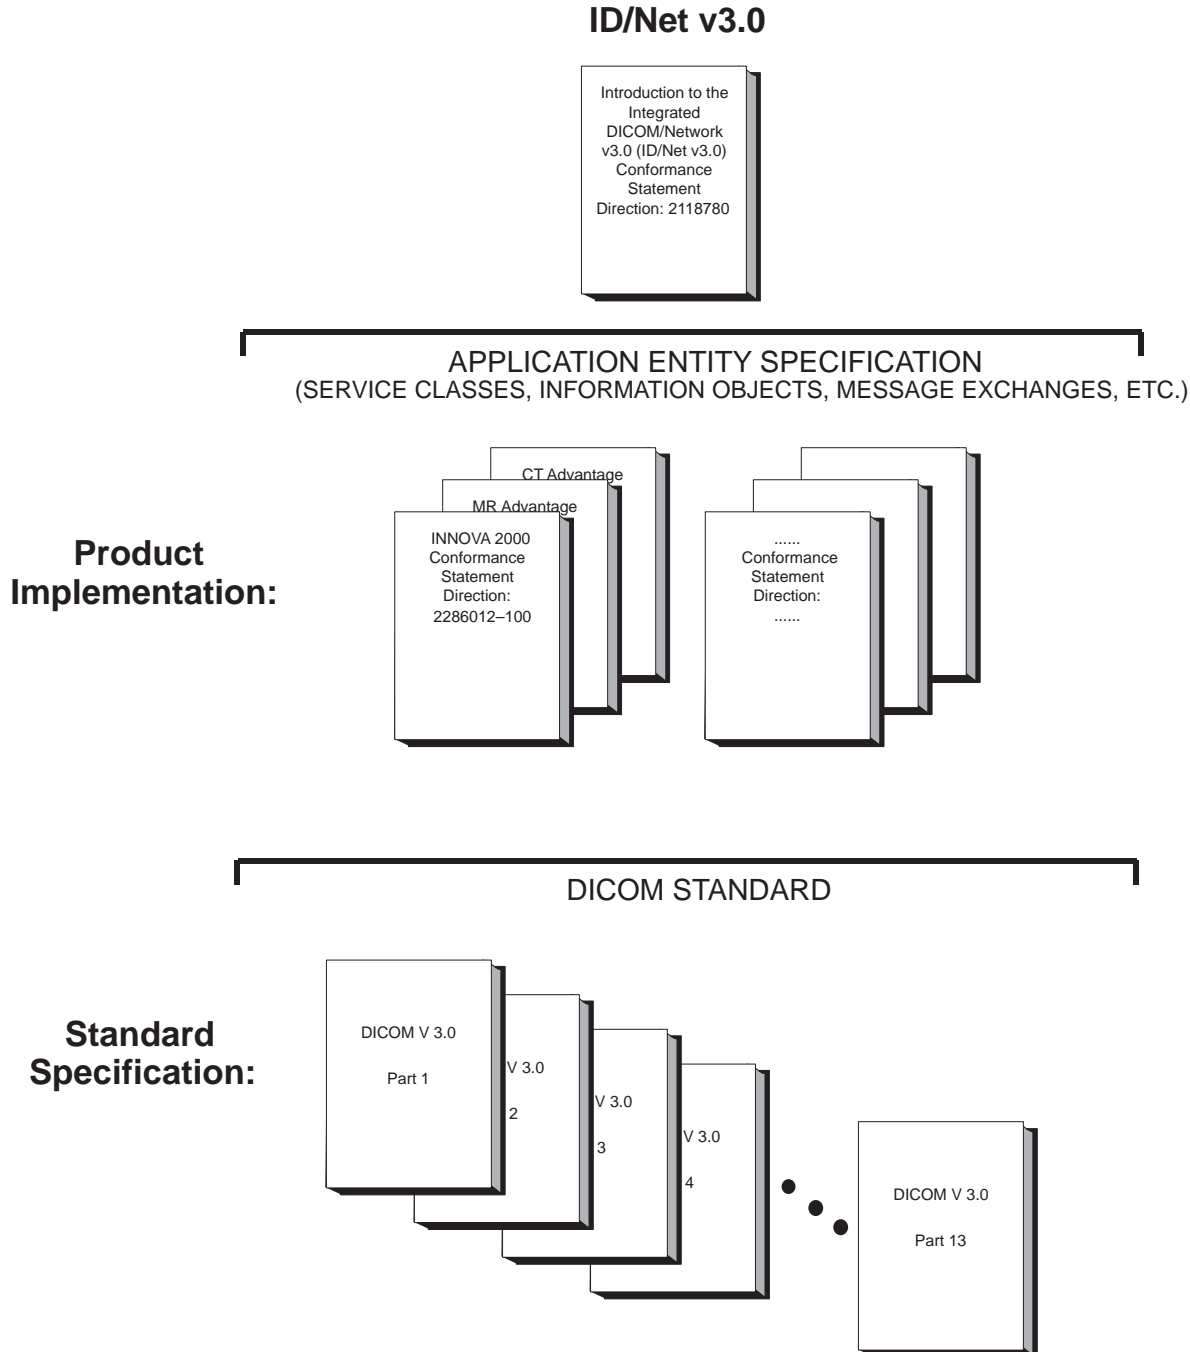 ID/Net v3.0
Introduction to the
Integrated
DICOM/Network
v3.0 (ID/Net v3.0)
Conformance
Statement
Direction: 2118780
APPLICATION ENTITY SPECIFICATION
(SERVICE CLASSES, INFORMATION OBJECTS, MESSAGE EXCHANGES, ETC.)
Product
Implementation:
CT Advantage
MR Advantage
INNOVA 2000
Conformance
Statement
Direction:
2286012–100
......
Conformance
Statement
Direction:
......
DICOM STANDARD
Standard
Specification:
DICOM V 3.0
Part 1
V 3.0
2
V 3.0
3
V 3.0
4
DICOM V 3.0
Part 13